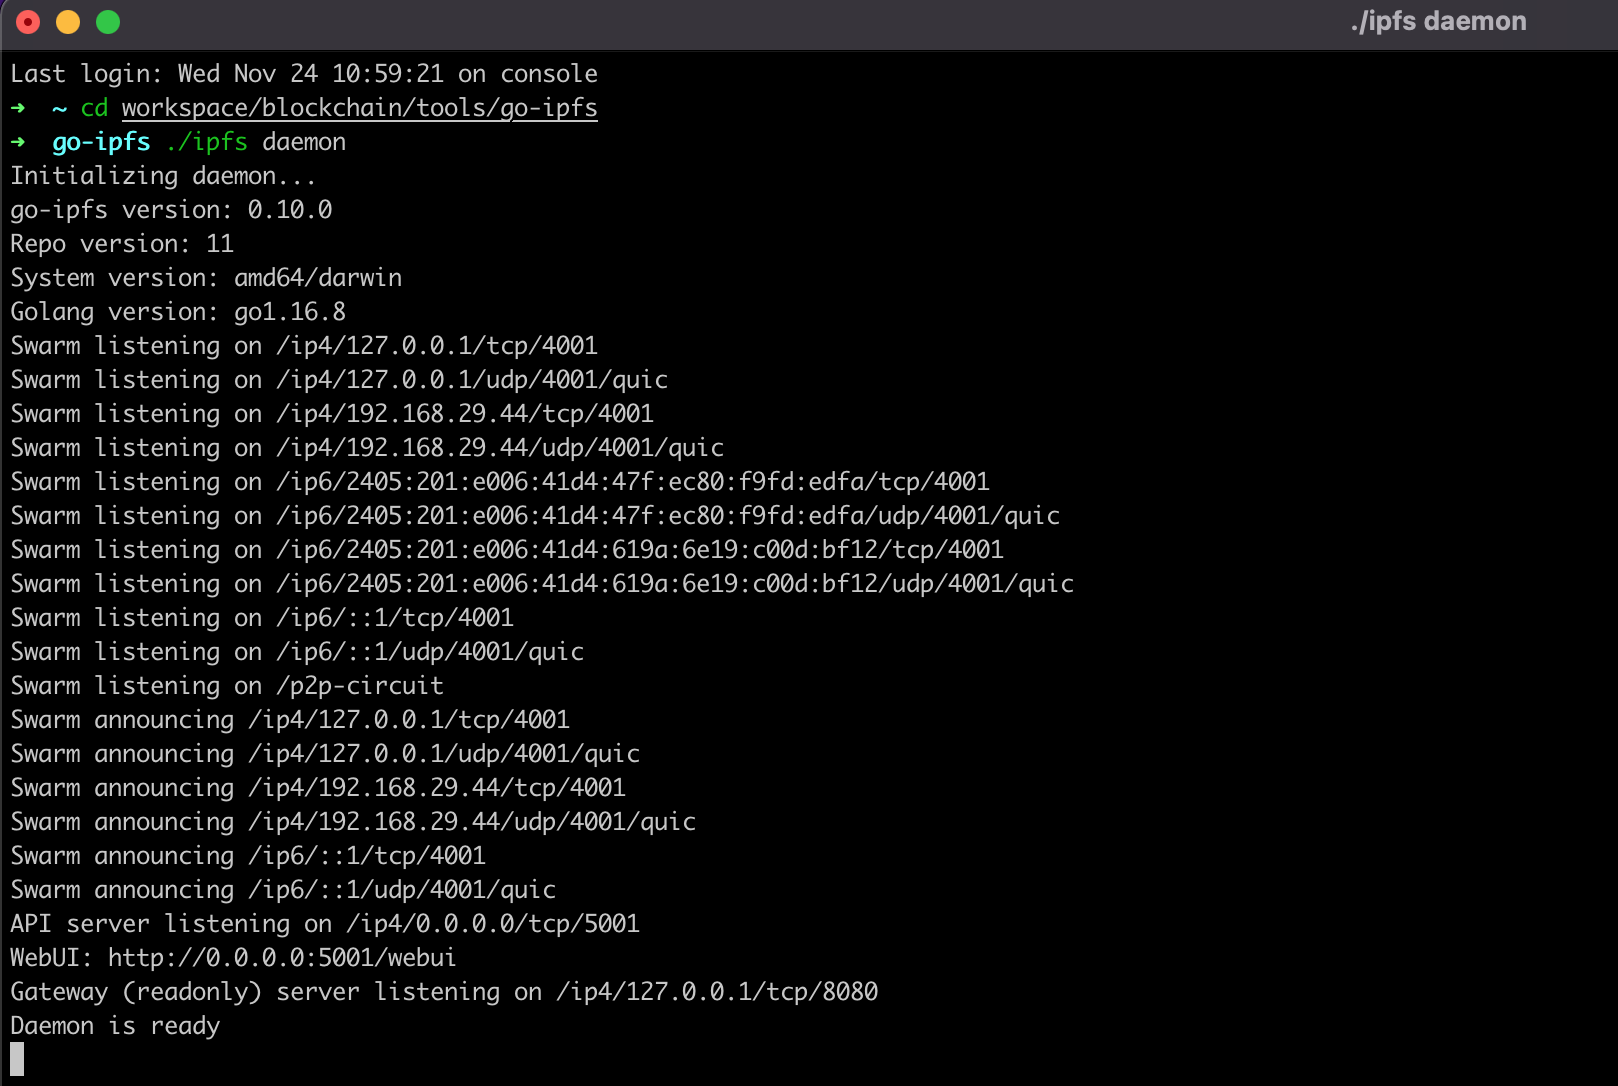 ./ipfs daemon
Last login: Wed Nov 24 10:59:21 on console
➜  ~ cd workspace/blockchain/tools/go-ipfs
➜  go-ipfs ./ipfs daemon
Initializing daemon...
go-ipfs version: 0.10.0
Repo version: 11
System version: amd64/darwin
Golang version: go1.16.8
Swarm listening on /ip4/127.0.0.1/tcp/4001
Swarm listening on /ip4/127.0.0.1/udp/4001/quic
Swarm listening on /ip4/192.168.29.44/tcp/4001
Swarm listening on /ip4/192.168.29.44/udp/4001/quic
Swarm listening on /ip6/2405:201:e006:41d4:47f:ec80:f9fd:edfa/tcp/4001
Swarm listening on /ip6/2405:201:e006:41d4:47f:ec80:f9fd:edfa/udp/4001/quic
Swarm listening on /ip6/2405:201:e006:41d4:619a:6e19:c00d:bf12/tcp/4001
Swarm listening on /ip6/2405:201:e006:41d4:619a:6e19:c00d:bf12/udp/4001/quic
Swarm listening on /ip6/::1/tcp/4001
Swarm listening on /ip6/::1/udp/4001/quic
Swarm listening on /p2p-circuit
Swarm announcing /ip4/127.0.0.1/tcp/4001
Swarm announcing /ip4/127.0.0.1/udp/4001/quic
Swarm announcing /ip4/192.168.29.44/tcp/4001
Swarm announcing /ip4/192.168.29.44/udp/4001/quic
Swarm announcing /ip6/::1/tcp/4001
Swarm announcing /ip6/::1/udp/4001/quic
API server listening on /ip4/0.0.0.0/tcp/5001
WebUI: http://0.0.0.0:5001/webui
Gateway (readonly) server listening on /ip4/127.0.0.1/tcp/8080
Daemon is ready